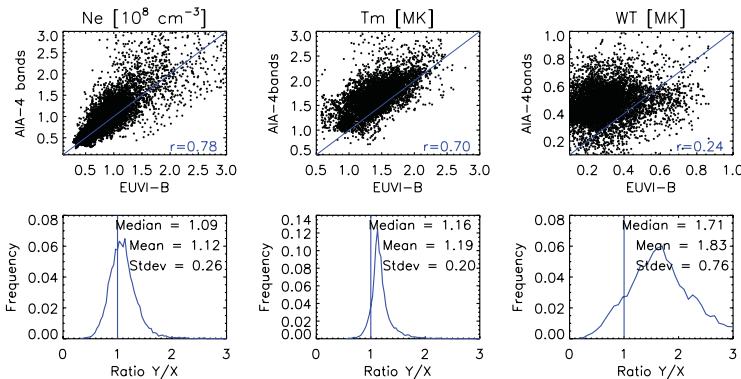 Ne [10^8 cm^-3]
AIA-4 bands
3.0
2.5
2.0
1.5
1.0
0.5
r=0.78
0.5 1.0 1.5 2.0 2.5 3.0
EUVI-B
Tm [MK]
AIA-4bands
3.0
2.5
2.0
1.5
1.0
0.5
r=0.70
0.5 1.0 1.5 2.0 2.5 3.0
EUVI-B
WT [MK]
AIA-4bands
1.0
0.8
0.6
0.4
0.2
r=0.24
0.2 0.4 0.6 0.8 1.0
EUVI-B
Frequency
0.08
0.06
0.04
0.02
0.00
Median = 1.09
Mean = 1.12
Stdev = 0.26
0 1 2 3
Ratio Y/X
Frequency
0.14
0.12
0.10
0.08
0.06
0.04
0.02
0.00
Median = 1.16
Mean = 1.19
Stdev = 0.20
0 1 2 3
Ratio Y/X
Frequency
0.08
0.06
0.04
0.02
0.00
Median = 1.71
Mean = 1.83
Stdev = 0.76
0 1 2 3
Ratio Y/X